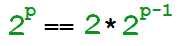 2^p == 2 * 2^{p-1}